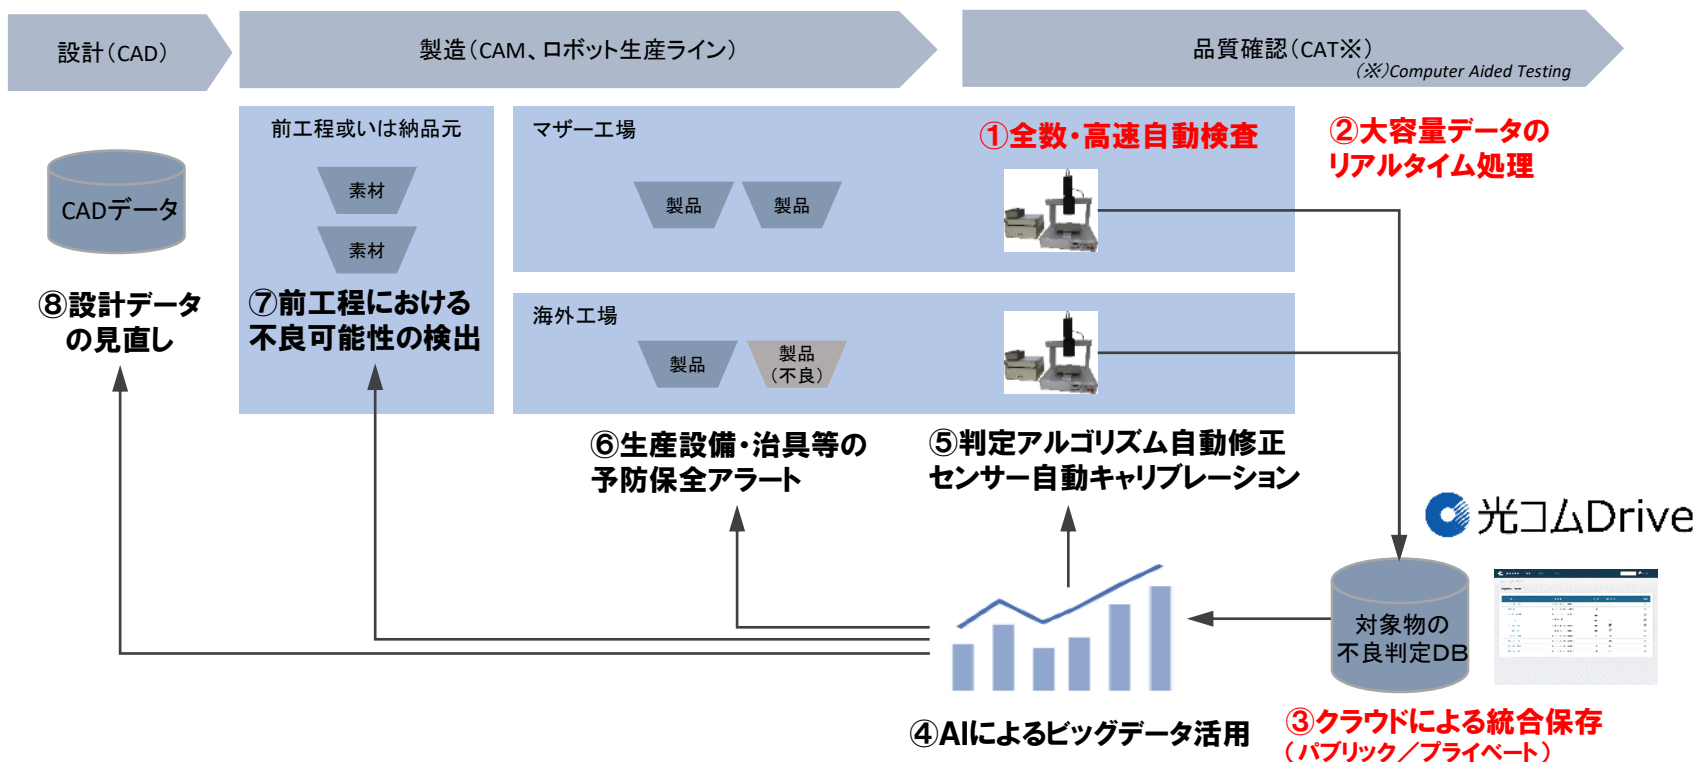 設計（CAD）
製造（CAM、ロボット生産ライン）
品質確認（CAT※）
（※）Computer Aided Testing
CADデータ
⑧設計データ
の見直し
前工程或いは納品元
素材
素材
⑦前工程における
不良可能性の検出
マザー工場
製品
製品
①全数・高速自動検査
②大容量データの
リアルタイム処理
海外工場
製品
製品
（不良）
⑥生産設備・治具等の
予防保全アラート
⑤判定アルゴリズム自動修正
センサー自動キャリブレーション
光コムDrive
対象物の
不良判定DB
④AIによるビッグデータ活用
③クラウドによる統合保存
（パブリック／プライベート）